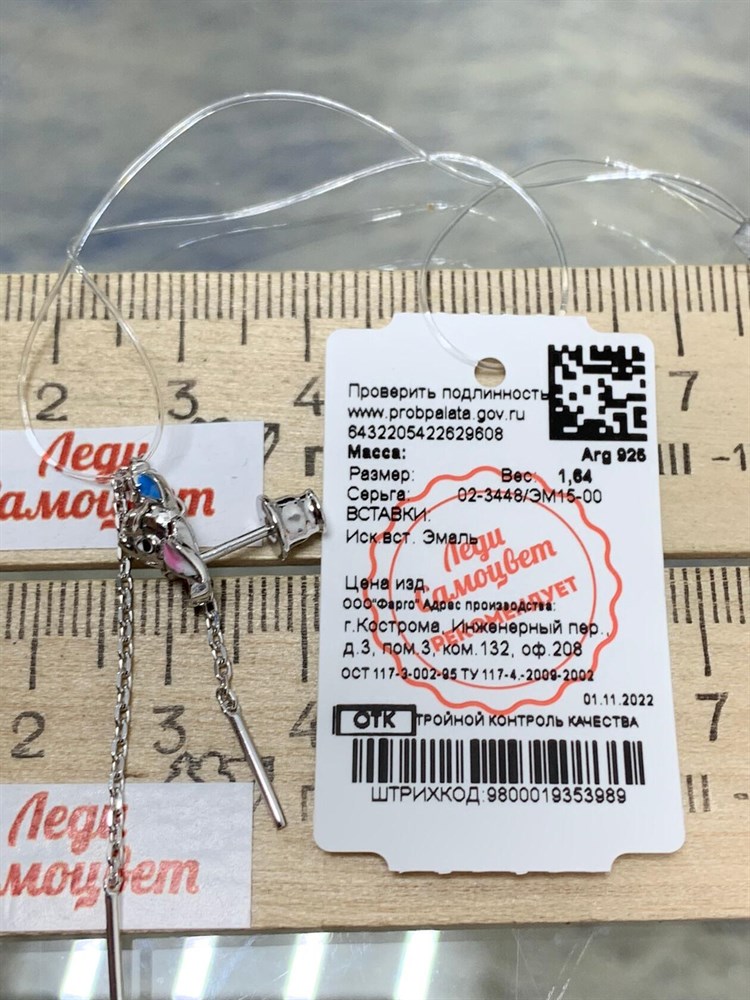 2 3 4 7
Леди
Самоцвет
Проверить подлинность
www.probpalata.gov.ru
6432205422629608
Масса: Arg 925
Размер: Вес: 1,64
Серьга: 02-3448/ЭМ15-00
ВСТАВКИ:
Иск.вст. Эмаль
Леди
Самоцвет
РЕКОМЕНДУЕТ
Цена изд.
ООО"Фарго" Адрес производства:
г.Кострома, Инженерный пер.,
д.3, пом.3, ком.132, оф.208
ОСТ 117-3-002-95 ТУ 117-4.-2009-2002
01.11.2022
ОТК ТРОЙНОЙ КОНТРОЛЬ КАЧЕСТВА
ШТРИХКОД:9800019353989
2 3 4 7
Леди
моцвет